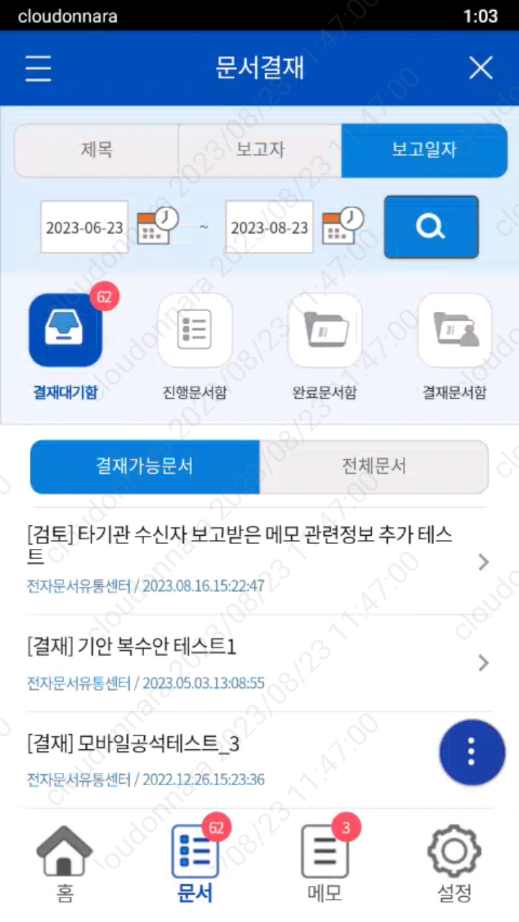 cloudonnara 1:03
문서결재
제목 보고자 보고일자
2023-06-23 ~ 2023-08-23
62
결재대기함 진행문서함 완료문서함 결재문서함
결재가능문서 전체문서
[검토] 타기관 수신자 보고받은 메모 관련정보 추가 테스
트
전자문서유통센터 / 2023.08.16.15:22:47
[결재] 기안 복수안 테스트1
전자문서유통센터 / 2023.05.03.13:08:55
[결재] 모바일공석테스트_3
전자문서유통센터 / 2022.12.26.15:23:36
62 3
홈 문서 메모 설정
cloudonnara 2023/08/23 11:47:00